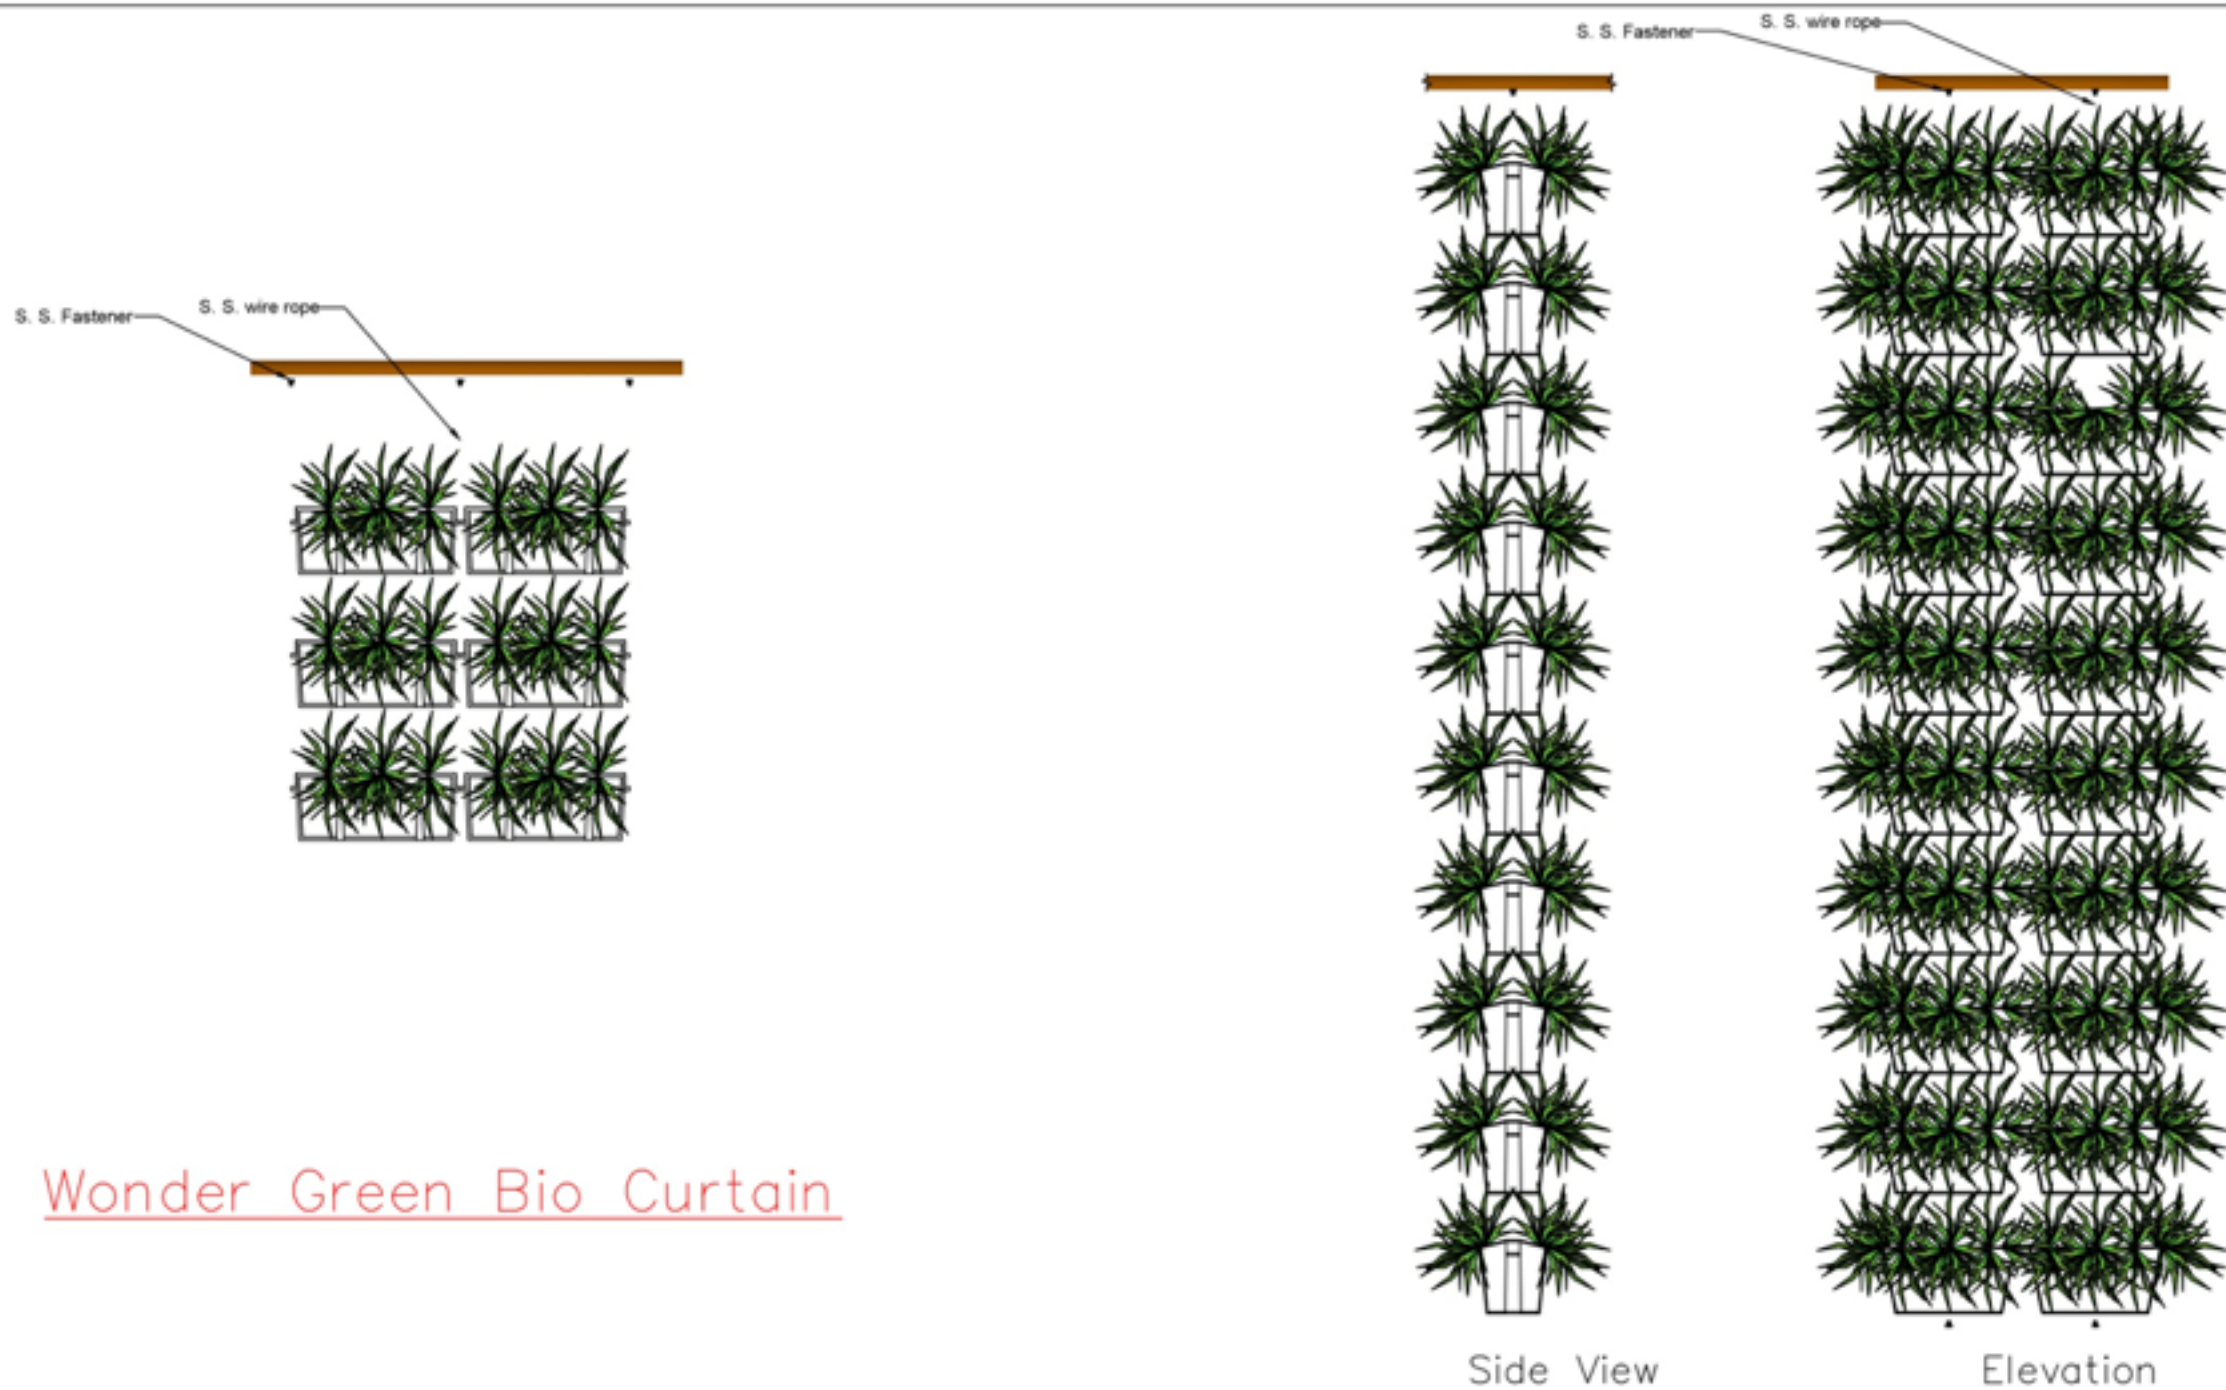 S. S. Fastener
S. S. wire rope
S. S. Fastener
S. S. wire rope
Wonder Green Bio Curtain
Side View
Elevation